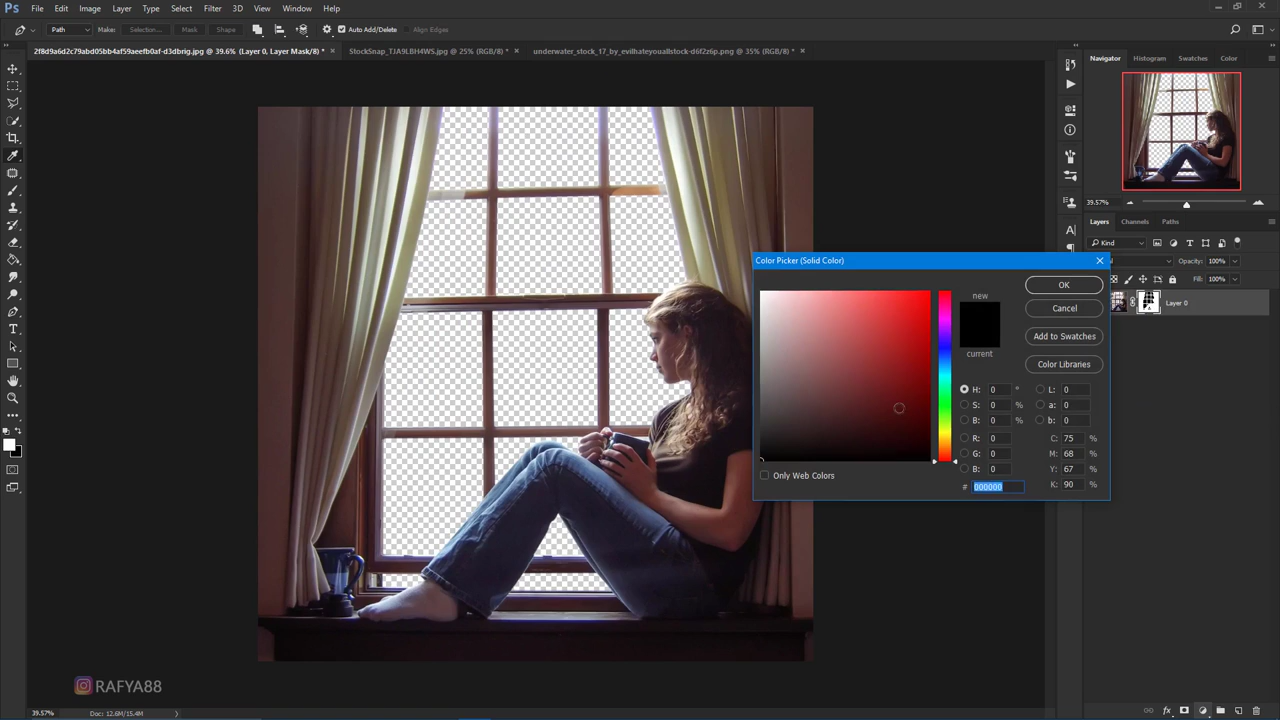 Ps File Edit Image Layer Type Select Filter 3D View Window Help
Path Make: Selection... Mask Shape Auto Add/Delete Align Edges
2f8d9a6d2c79abd05bb4af59aeefb0af-d3dbrig.jpg @ 39.6% (Layer 0, Layer Mask/8) * × StockSnap_TJA9LBH4WS.jpg @ 25% (RGB/8) * × underwater_stock_17_by_evilhateyouallstock-d6f2z6p.png @ 35% (RGB/8) * ×
Navigator Histogram Swatches Color
39.57%
Layers Channels Paths
Kind
Opacity: 100%
Fill: 100%
Layer 0
Color Picker (Solid Color)
new
current
OK
Cancel
Add to Swatches
Color Libraries
H: 0 °
S: 0 %
B: 0 %
R: 0
G: 0
B: 0
# 000000
L: 0
a: 0
b: 0
C: 75 %
M: 68 %
Y: 67 %
K: 90 %
Only Web Colors
RAFYA88
39.57% Doc: 12.6M/15.4M